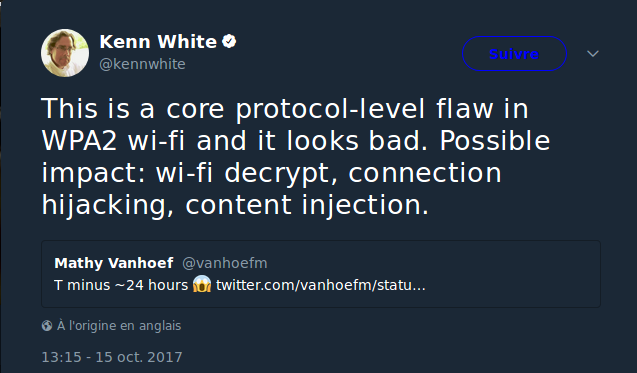 Kenn White
@kennwhite
Suivre
This is a core protocol-level flaw in
WPA2 wi-fi and it looks bad. Possible
impact: wi-fi decrypt, connection
hijacking, content injection.
Mathy Vanhoef @vanhoefm
T minus ~24 hours 😱 twitter.com/vanhoefm/statu…
À l'origine en anglais
13:15 - 15 oct. 2017